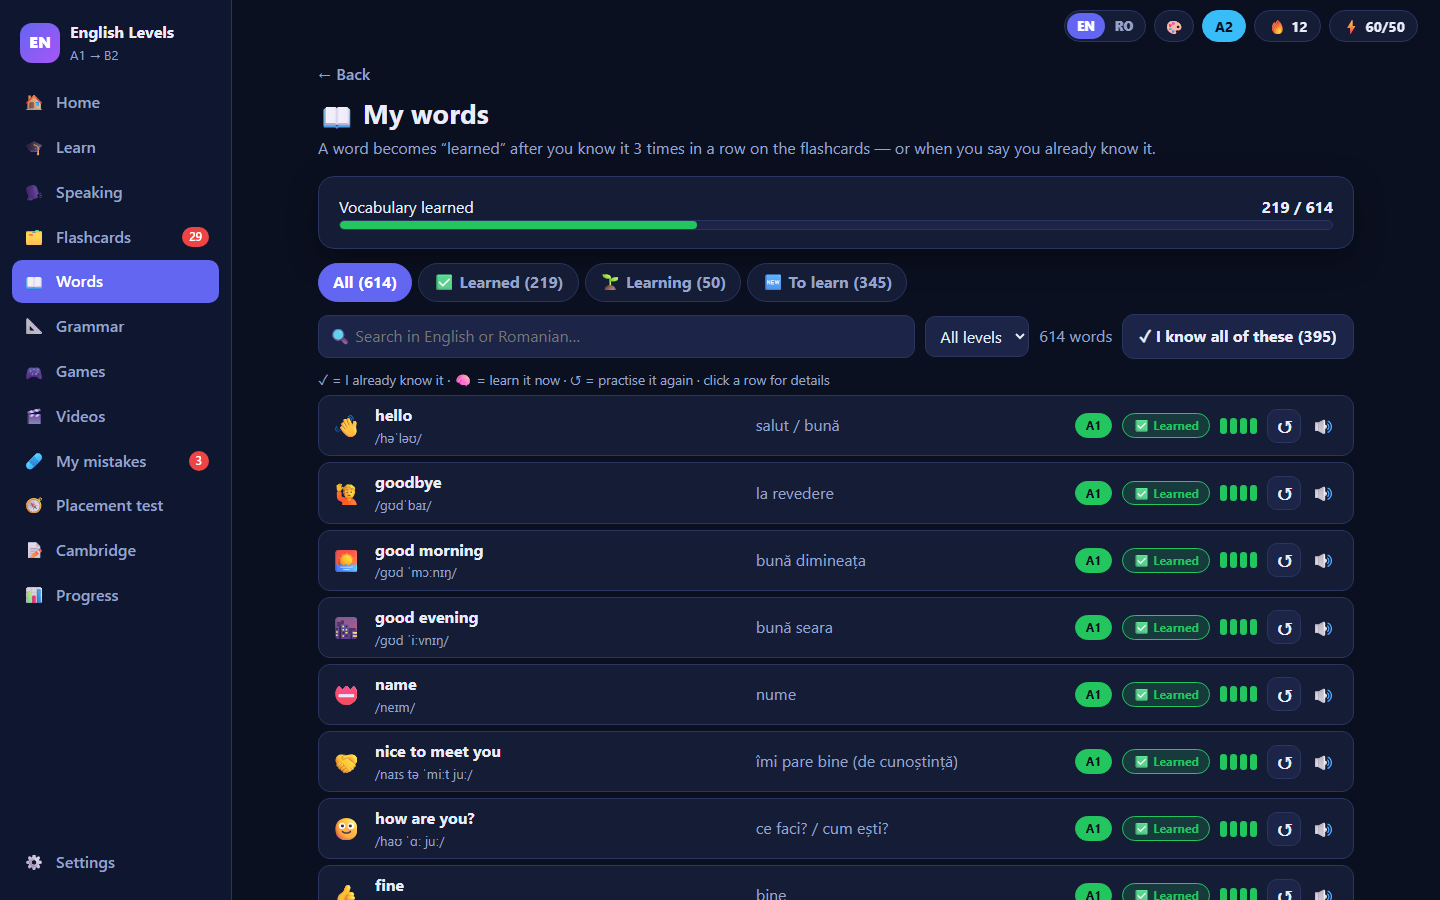 EN
English Levels
A1 → B2
Home
Learn
Speaking
Flashcards 29
Words
Grammar
Games
Videos
My mistakes 3
Placement test
Cambridge
Progress
Settings
EN RO A2 12 60/50
← Back
My words
A word becomes “learned” after you know it 3 times in a row on the flashcards — or when you say you already know it.
Vocabulary learned 219 / 614
All (614) ✅ Learned (219) Learning (50) NEW To learn (345)
Search in English or Romanian... All levels 614 words ✓ I know all of these (395)
✓ = I already know it · 🧠 = learn it now · ↺ = practise it again · click a row for details
hello
/həˈləʊ/
salut / bună
A1 ✅ Learned ↺
goodbye
/ɡʊdˈbaɪ/
la revedere
A1 ✅ Learned ↺
good morning
/ɡʊd ˈmɔːnɪŋ/
bună dimineața
A1 ✅ Learned ↺
good evening
/ɡʊd ˈiːvnɪŋ/
bună seara
A1 ✅ Learned ↺
name
/neɪm/
nume
A1 ✅ Learned ↺
nice to meet you
/naɪs tə ˈmiːt juː/
îmi pare bine (de cunoștință)
A1 ✅ Learned ↺
how are you?
/haʊ ˈɑː juː/
ce faci? / cum ești?
A1 ✅ Learned ↺
fine
bine
A1 ✅ Learned ↺